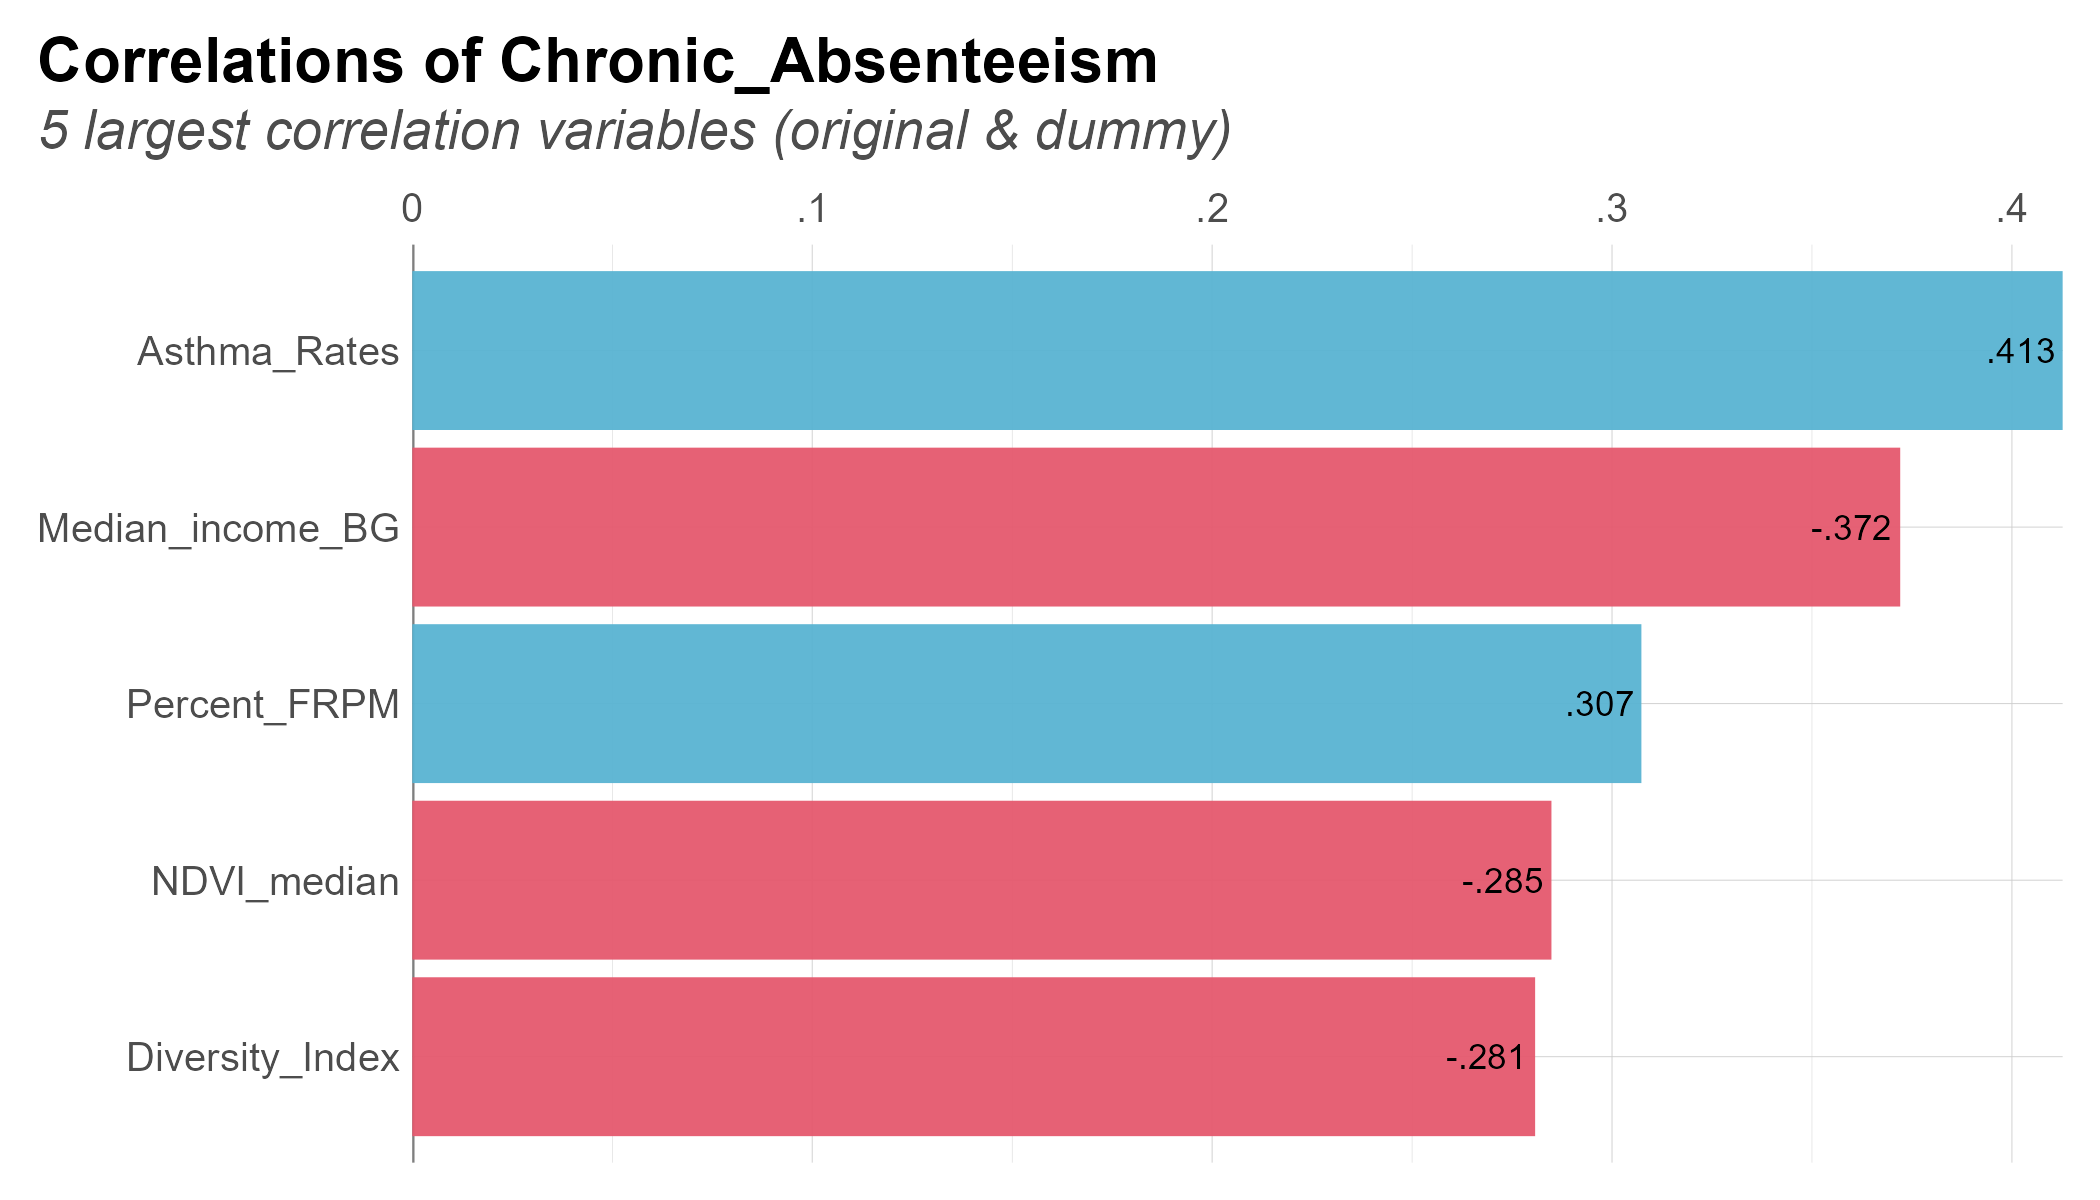 Correlations of Chronic_Absenteeism
5 largest correlation variables (original & dummy)
0 .1 .2 .3 .4
Asthma_Rates .413
Median_income_BG -.372
Percent_FRPM .307
NDVI_median -.285
Diversity_Index -.281